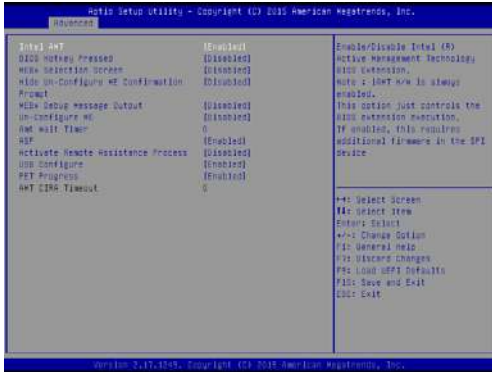 Aptio Setup Utility - Copyright (C) 2015 American Megatrends, Inc.
Advanced
Intel AMT [Enabled]
BIOS Hotkey Pressed [Disabled]
MEBx Selection Screen [Disabled]
Hide Un-Configure ME Confirmation [Disabled]
Prompt
MEBx Debug Message Output [Disabled]
Un-Configure ME [Disabled]
Amt Wait Timer 0
ASF [Enabled]
Activate Remote Assistance Process [Disabled]
USB Configure [Enabled]
PET Progress [Enabled]
AMT CIRA Timeout 0
Enable/Disable Intel (R)
Active Management Technology
BIOS Extension.
Note : iAMT H/W is always
enabled.
This option just controls the
BIOS extension execution.
If enabled, this requires
additional firmware in the SPI
device
→←: Select Screen
↑↓: Select Item
Enter: Select
+/-: Change Option
F1: General Help
F7: Discard Changes
F9: Load UEFI Defaults
F10: Save and Exit
ESC: Exit
Version 2.17.1249. Copyright (C) 2015 American Megatrends, Inc.